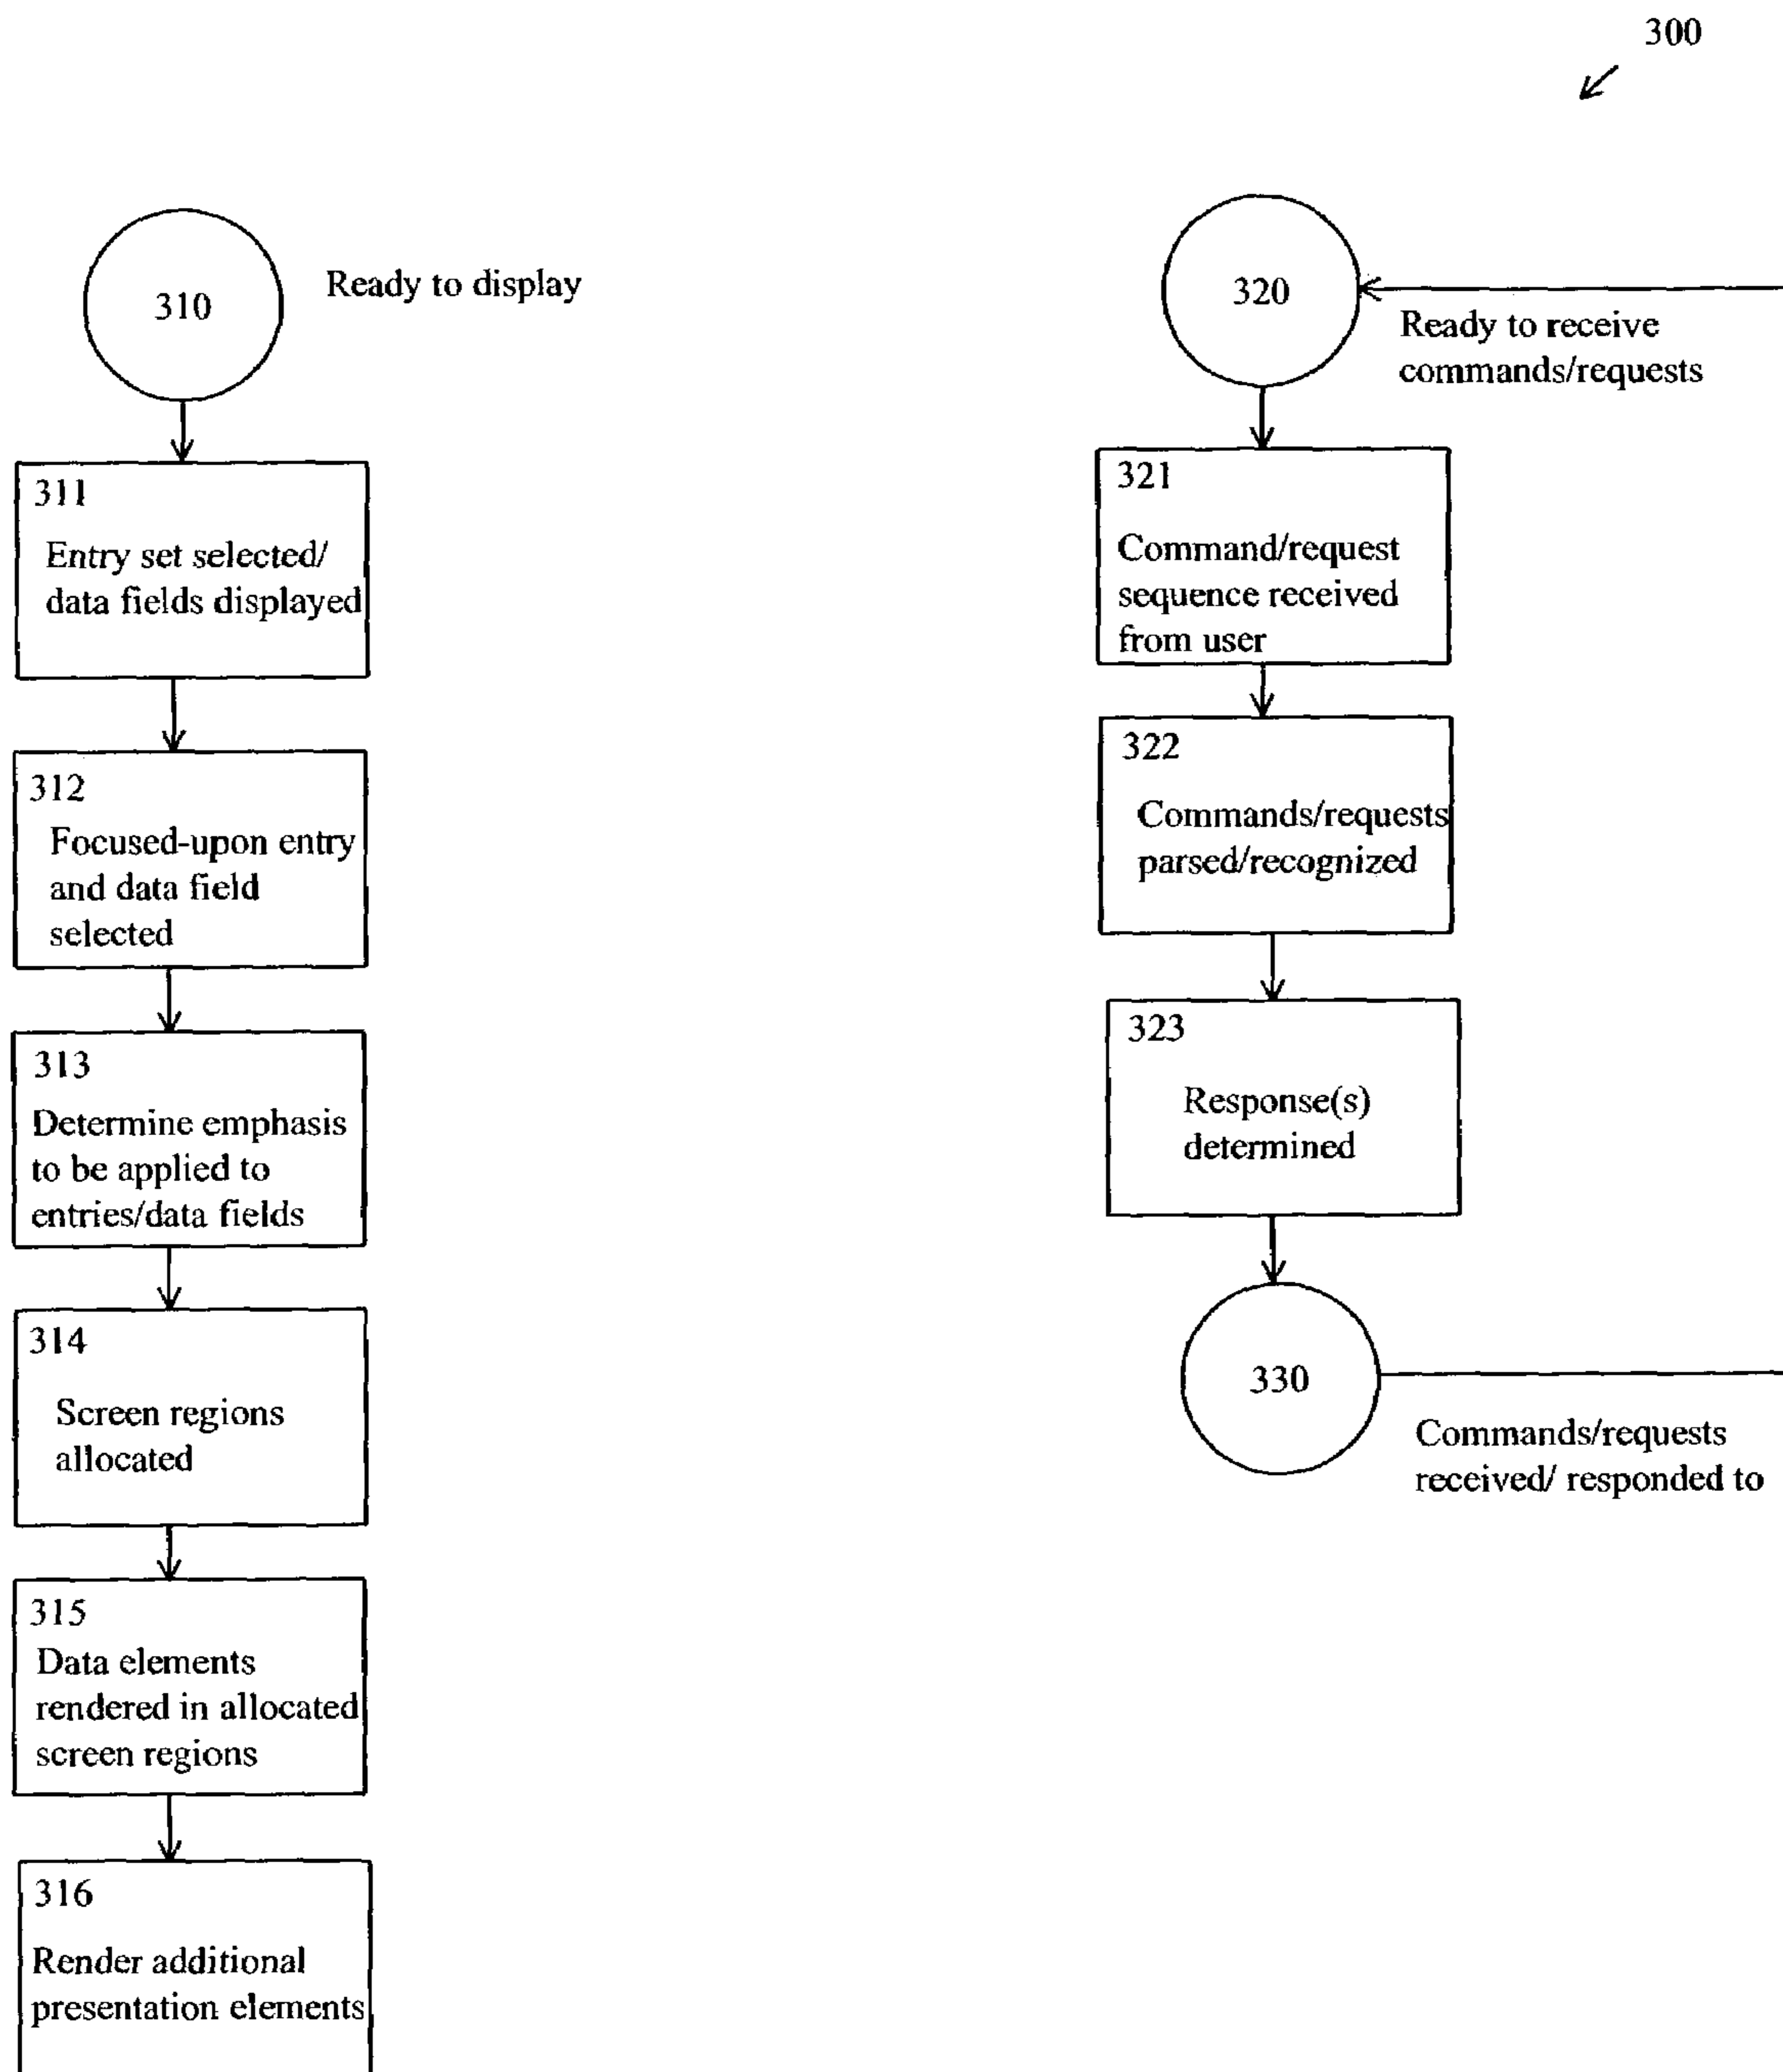 300
310
Ready to display
311
Entry set selected/
data fields displayed
312
Focused-upon entry
and data field
selected
313
Determine emphasis
to be applied to
entries/data fields
314
Screen regions
allocated
315
Data elements
rendered in allocated
screen regions
316
Render additional
presentation elements
320
Ready to receive
commands/requests
321
Command/request
sequence received
from user
322
Commands/requests
parsed/recognized
323
Response(s)
determined
330
Commands/requests
received/ responded to